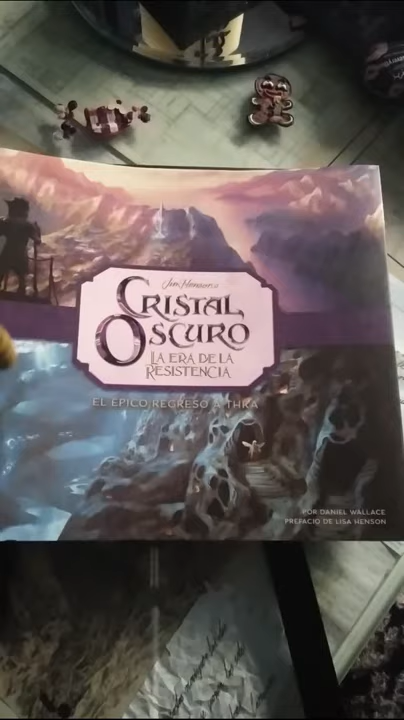 Jim Henson's
CRISTAL
OSCURO
LA ERA DE LA
RESISTENCIA
EL ÉPICO REGRESO A THRA
POR DANIEL WALLACE
PREFACIO DE LISA HENSON